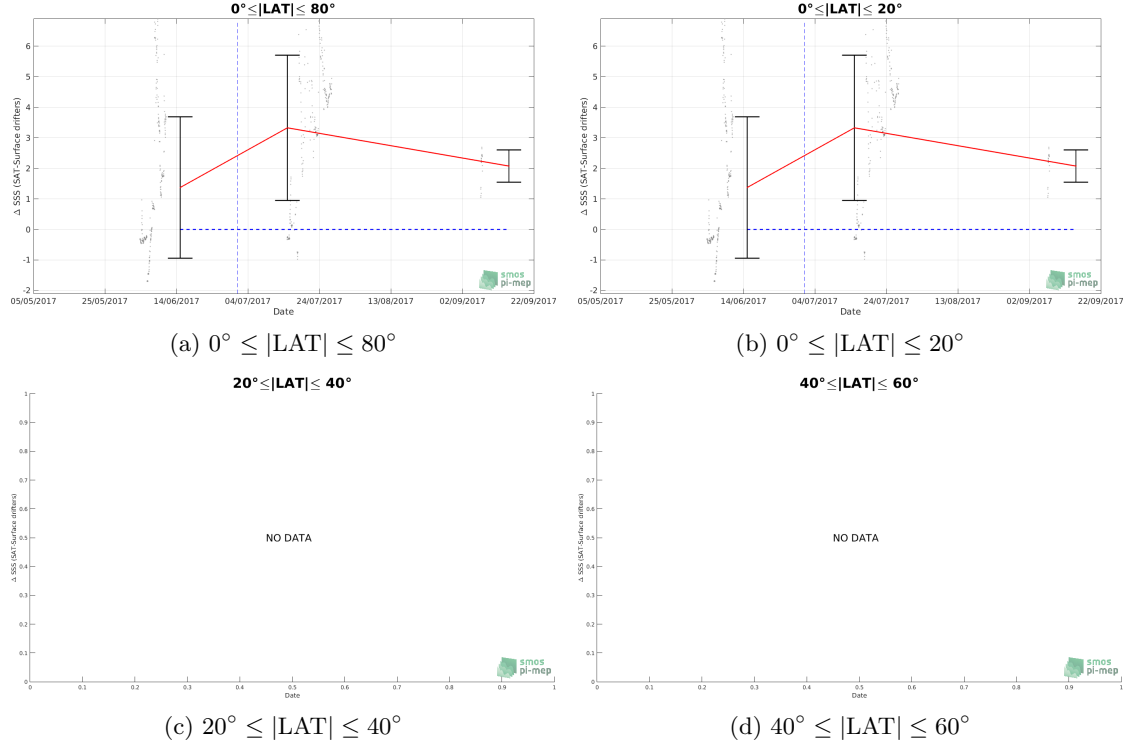 0°≤|LAT|≤ 80°
Δ SSS (SAT-Surface drifters)
6
5
4
3
2
1
0
-1
-2
05/05/2017 25/05/2017 14/06/2017 04/07/2017 24/07/2017 13/08/2017 02/09/2017 22/09/2017
Date
smos
pi-mep
(a) 0° ≤ |LAT| ≤ 80°
0°≤|LAT|≤ 20°
Δ SSS (SAT-Surface drifters)
6
5
4
3
2
1
0
-1
-2
05/05/2017 25/05/2017 14/06/2017 04/07/2017 24/07/2017 13/08/2017 02/09/2017 22/09/2017
Date
smos
pi-mep
(b) 0° ≤ |LAT| ≤ 20°
20°≤|LAT|≤ 40°
Δ SSS (SAT-Surface drifters)
1
0.9
0.8
0.7
0.6
0.5
0.4
0.3
0.2
0.1
0
NO DATA
0 0.1 0.2 0.3 0.4 0.5 0.6 0.7 0.8 0.9 1
Date
smos
pi-mep
(c) 20° ≤ |LAT| ≤ 40°
40°≤|LAT|≤ 60°
Δ SSS (SAT-Surface drifters)
1
0.9
0.8
0.7
0.6
0.5
0.4
0.3
0.2
0.1
0
NO DATA
0 0.1 0.2 0.3 0.4 0.5 0.6 0.7 0.8 0.9 1
Date
smos
pi-mep
(d) 40° ≤ |LAT| ≤ 60°